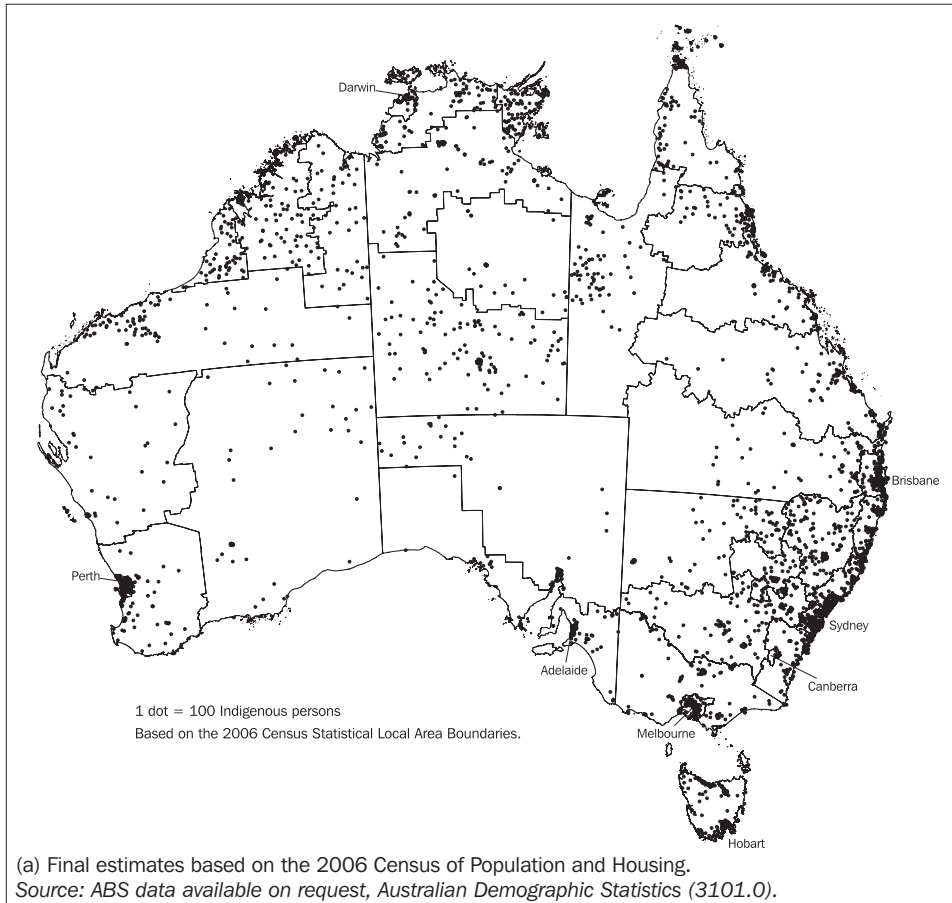 Darwin
Brisbane
Perth
Sydney
Adelaide
Canberra
1 dot = 100 Indigenous persons
Based on the 2006 Census Statistical Local Area Boundaries.
Melbourne
Hobart
(a) Final estimates based on the 2006 Census of Population and Housing.
Source: ABS data available on request, Australian Demographic Statistics (3101.0).